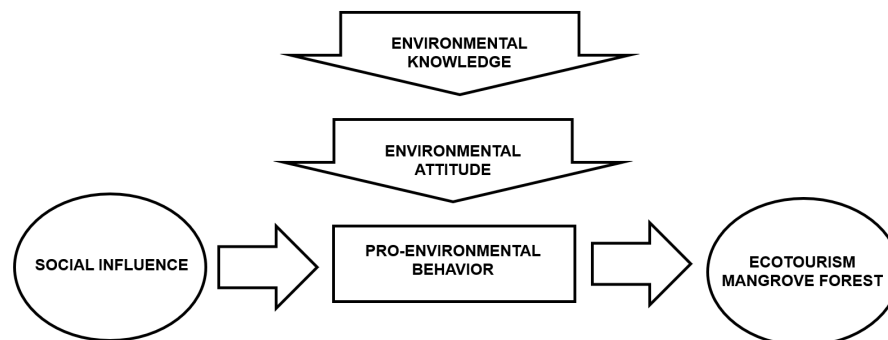 ENVIRONMENTAL
KNOWLEDGE
ENVIRONMENTAL
ATTITUDE
SOCIAL INFLUENCE
PRO-ENVIRONMENTAL
BEHAVIOR
ECOTOURISM
MANGROVE FOREST